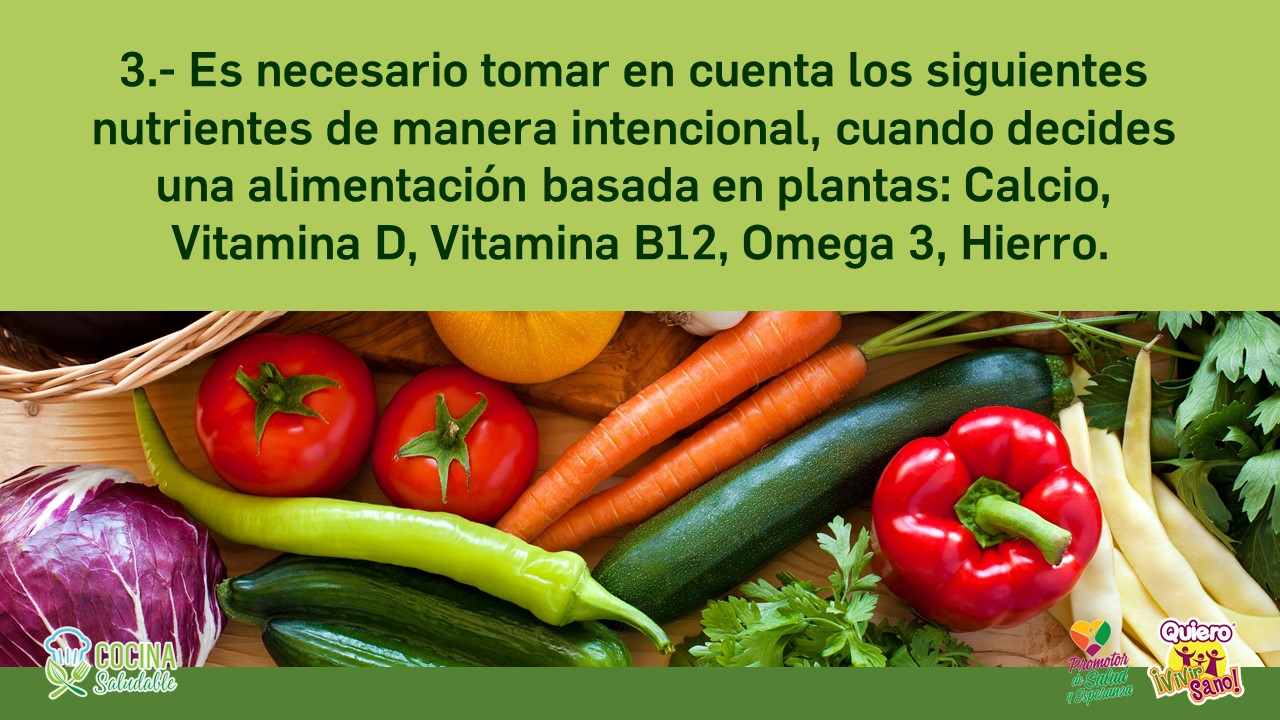 3.- Es necesario tomar en cuenta los siguientes
nutrientes de manera intencional, cuando decides
una alimentación basada en plantas: Calcio,
Vitamina D, Vitamina B12, Omega 3, Hierro.
COCINA
Saludable
Promotor
de Salud
y Esperanza
Quiero
¡Vivir
Sano!